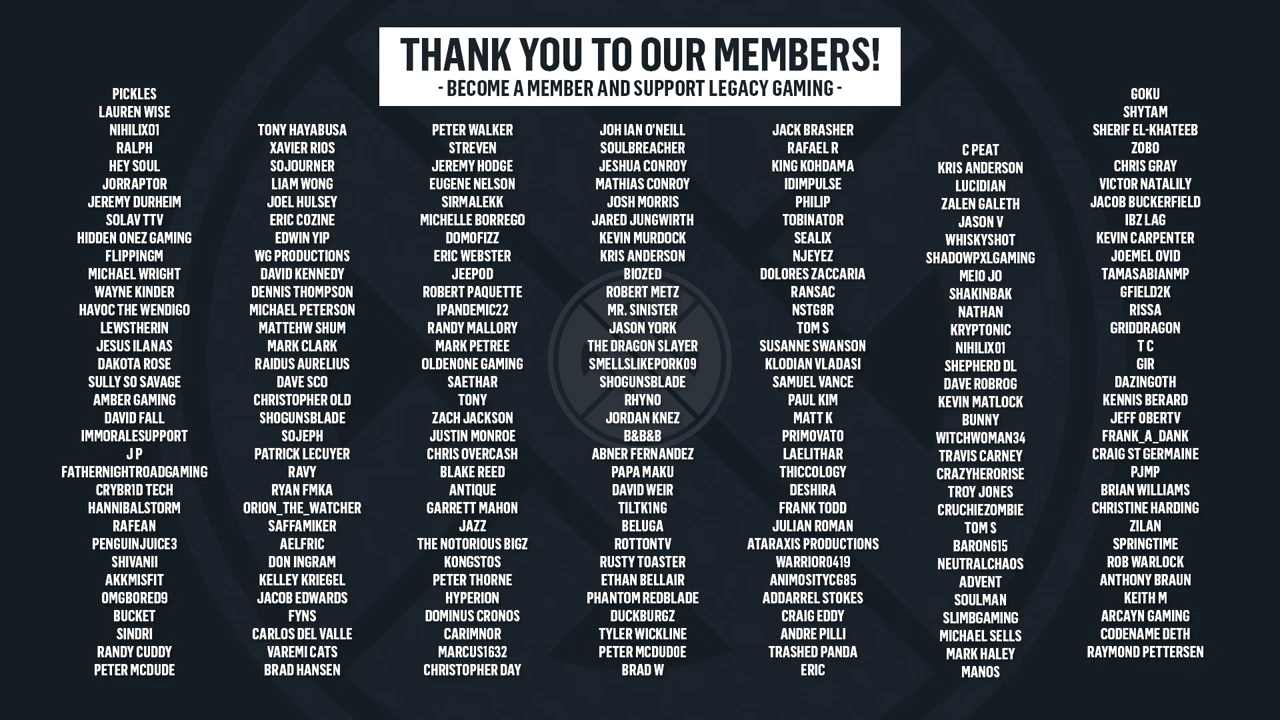 THANK YOU TO OUR MEMBERS!
- BECOME A MEMBER AND SUPPORT LEGACY GAMING -
PICKLES
LAUREN WISE
NIHILIX01
RALPH
HEY SOUL
JORRAPTOR
JEREMY DURHEIM
SOLAV TTV
HIDDEN ONEZ GAMING
FLIPPINGM
MICHAEL WRIGHT
WAYNE KINDER
HAVOC THE WENDIGO
LEWSTHERIN
JESUS ILANAS
DAKOTA ROSE
SULLY SO SAVAGE
AMBER GAMING
DAVID FALL
IMMORALESUPPORT
J P
FATHERNIGHTROADGAMING
CRYBR1D TECH
HANNIBALSTORM
RAFEAN
PENGUINJUICE3
SHIVANII
AKKMISFIT
OMGBORED9
BUCKET
SINDRI
RANDY CUDDY
PETER MCDUDE
TONY HAYABUSA
XAVIER RIOS
SOJOURNER
LIAM WONG
JOEL HULSEY
ERIC COZINE
EDWIN YIP
WG PRODUCTIONS
DAVID KENNEDY
DENNIS THOMPSON
MICHAEL PETERSON
MATTEHW SHUM
MARK CLARK
RAIDUS AURELIUS
DAVE SCO
CHRISTOPHER OLD
SHOGUNSBLADE
SOJEPH
PATRICK LECUYER
RAVY
RYAN FMKA
ORION_THE_WATCHER
SAFFAMIKER
AELFRIC
DON INGRAM
KELLEY KRIEGEL
JACOB EDWARDS
FYNS
CARLOS DEL VALLE
VAREMI CATS
BRAD HANSEN
PETER WALKER
STREVEN
JEREMY HODGE
EUGENE NELSON
SIRMALEKK
MICHELLE BORREGO
DOMOFIZZ
ERIC WEBSTER
JEEPOD
ROBERT PAQUETTE
IPANDEMIC22
RANDY MALLORY
MARK PETREE
OLDENONE GAMING
SAETHAR
TONY
ZACH JACKSON
JUSTIN MONROE
CHRIS OVERCASH
BLAKE REED
ANTIQUE
GARRETT MAHON
JAZZ
THE NOTORIOUS BIGZ
KONGSTOS
PETER THORNE
HYPERION
DOMINUS CRONOS
CARIMNOR
MARCUS1632
CHRISTOPHER DAY
JOH IAN O'NEILL
SOULBREACHER
JESHUA CONROY
MATHIAS CONROY
JOSH MORRIS
JARED JUNGWIRTH
KEVIN MURDOCK
KRIS ANDERSON
BIOZED
ROBERT METZ
MR. SINISTER
JASON YORK
THE DRAGON SLAYER
SMELLSLIKEPORK09
SHOGUNSBLADE
RHYNO
JORDAN KNEZ
B&B&B
ABNER FERNANDEZ
PAPA MAKU
DAVID WEIR
TILTK1NG
BELUGA
ROTTONTV
RUSTY TOASTER
ETHAN BELLAIR
PHANTOM REDBLADE
DUCKBURGZ
TYLER WICKLINE
PETER MCDUD0E
BRAD W
JACK BRASHER
RAFAEL R
KING KOHDAMA
IDIMPULSE
PHILIP
TOBINATOR
SEALIX
NJEYEZ
DOLORES ZACCARIA
RANSAC
NSTG8R
TOM S
SUSANNE SWANSON
KLODIAN VLADASI
SAMUEL VANCE
PAUL KIM
MATT K
PRIMOVATO
LAELITHAR
THICCOLOGY
DESHIRA
FRANK TODD
JULIAN ROMAN
ATARAXIS PRODUCTIONS
WARRIOR0419
ANIMOSITYCG85
ADDARREL STOKES
CRAIG EDDY
ANDRE PILLI
TRASHED PANDA
ERIC
C PEAT
KRIS ANDERSON
LUCIDIAN
ZALEN GALETH
JASON V
WHISKYSHOT
SHADOWPXLGAMING
MEIO JO
SHAKINBAK
NATHAN
KRYPTONIC
NIHILIX01
SHEPHERD DL
DAVE ROBROG
KEVIN MATLOCK
BUNNY
WITCHWOMAN34
TRAVIS CARNEY
CRAZYHERORISE
TROY JONES
CRUCHIEZOMBIE
TOM S
BARON615
NEUTRALCHAOS
ADVENT
SOULMAN
SLIMBGAMING
MICHAEL SELLS
MARK HALEY
MANOS
GOKU
SHYTAM
SHERIF EL-KHATEEB
ZOBO
CHRIS GRAY
VICTOR NATALILY
JACOB BUCKERFIELD
IBZ LAG
KEVIN CARPENTER
JOEMEL OVID
TAMASABIANMP
GFIELD2K
RISSA
GRIDDRAGON
T C
GIR
DAZINGOTH
KENNIS BERARD
JEFF OBERTV
FRANK_A_DANK
CRAIG ST GERMAINE
PJMP
BRIAN WILLIAMS
CHRISTINE HARDING
ZILAN
SPRINGTIME
ROB WARLOCK
ANTHONY BRAUN
KEITH M
ARCAYN GAMING
CODENAME DETH
RAYMOND PETTERSEN